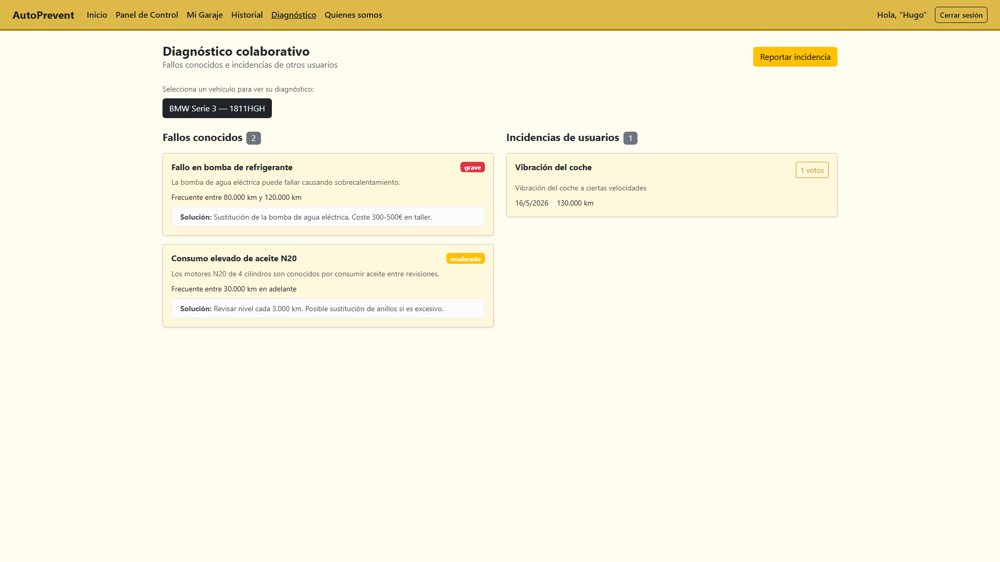 AutoPrevent Inicio Panel de Control Mi Garaje Historial Diagnóstico Quienes somos Hola, "Hugo" Cerrar sesión
Diagnóstico colaborativo
Fallos conocidos e incidencias de otros usuarios
Reportar incidencia
Selecciona un vehículo para ver su diagnóstico:
BMW Serie 3 — 1811HGH
Fallos conocidos 2
Fallo en bomba de refrigerante grave
La bomba de agua eléctrica puede fallar causando sobrecalentamiento.
Frecuente entre 80.000 km y 120.000 km
Solución: Sustitución de la bomba de agua eléctrica. Coste 300-500€ en taller.
Consumo elevado de aceite N20 moderado
Los motores N20 de 4 cilindros son conocidos por consumir aceite entre revisiones.
Frecuente entre 30.000 km en adelante
Solución: Revisar nivel cada 3.000 km. Posible sustitución de anillos si es excesivo.
Incidencias de usuarios 1
Vibración del coche 1 votos
Vibración del coche a ciertas velocidades
16/5/2026 130.000 km